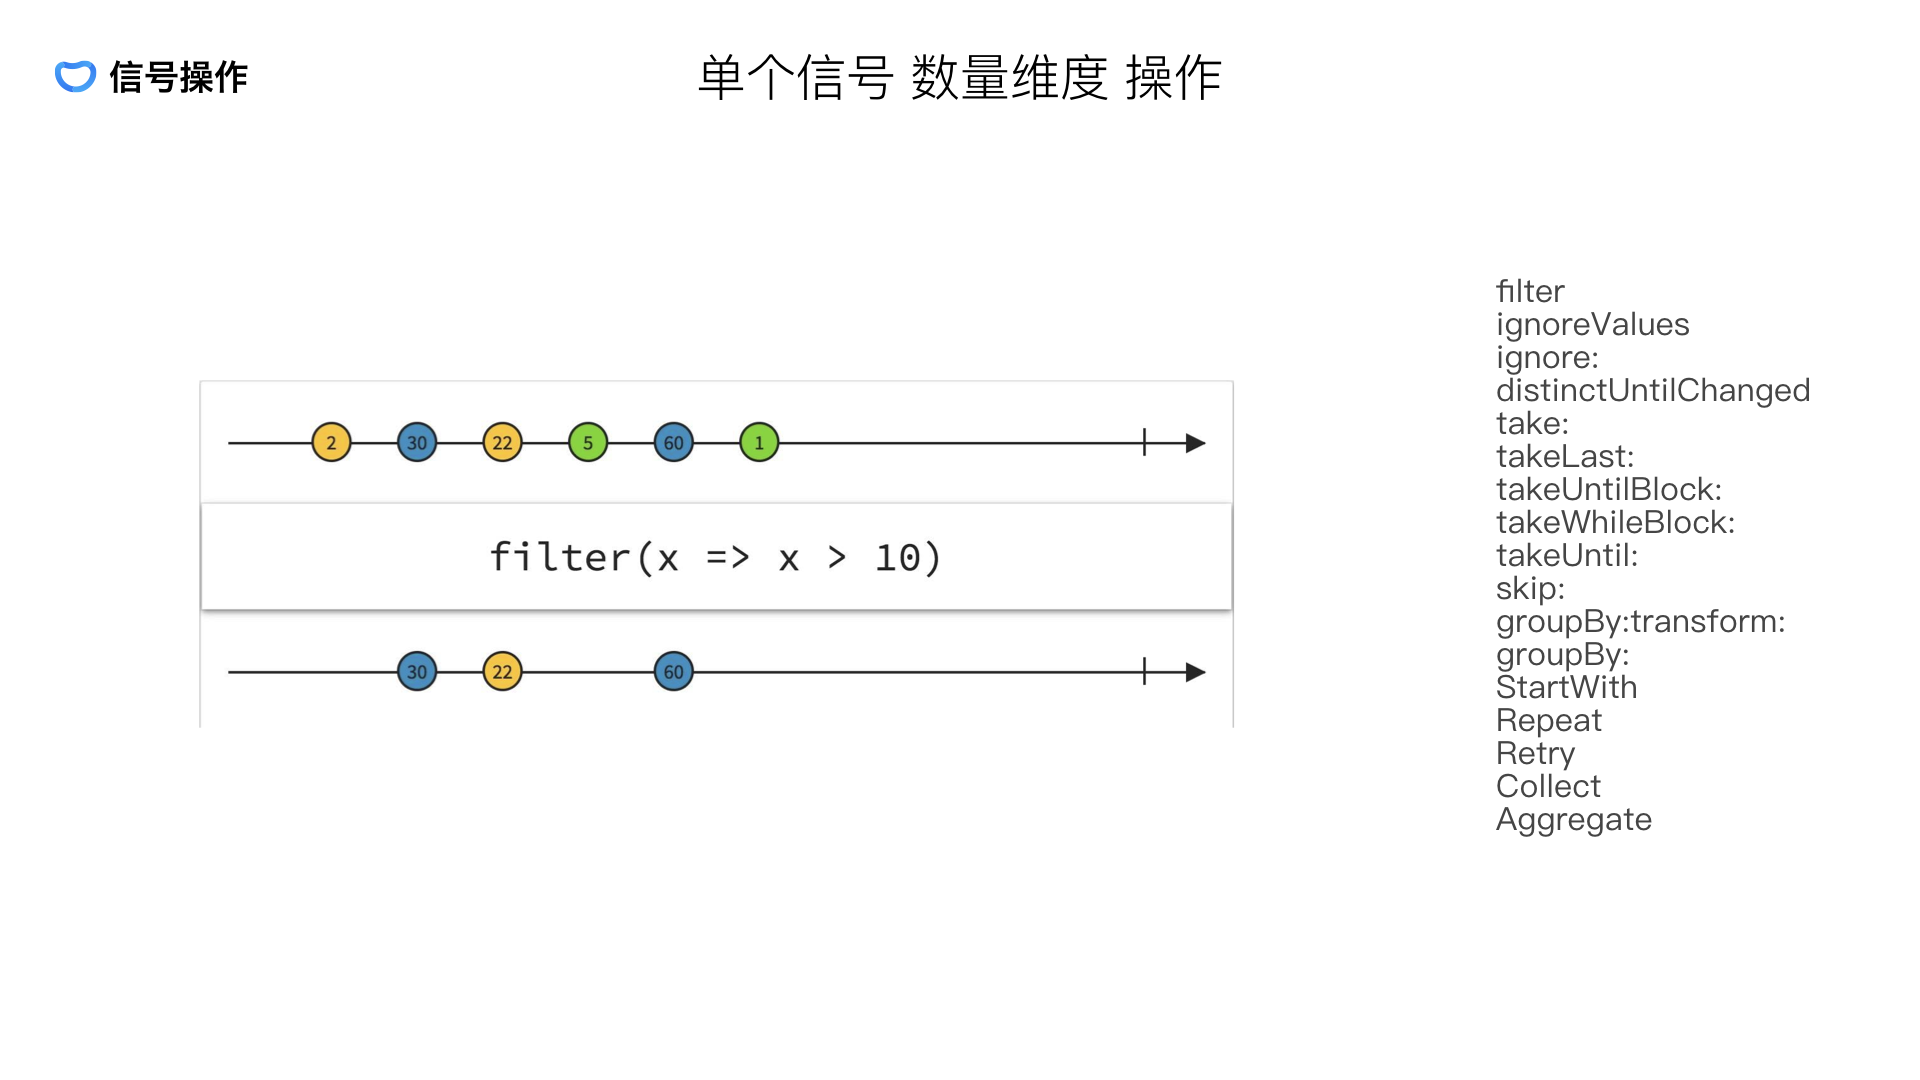 信号操作
单个信号 数量维度 操作
2 30 22 5 60 1
filter(x => x > 10)
30 22 60
filter
ignoreValues
ignore:
distinctUntilChanged
take:
takeLast:
takeUntilBlock:
takeWhileBlock:
takeUntil:
skip:
groupBy:transform:
groupBy:
StartWith
Repeat
Retry
Collect
Aggregate